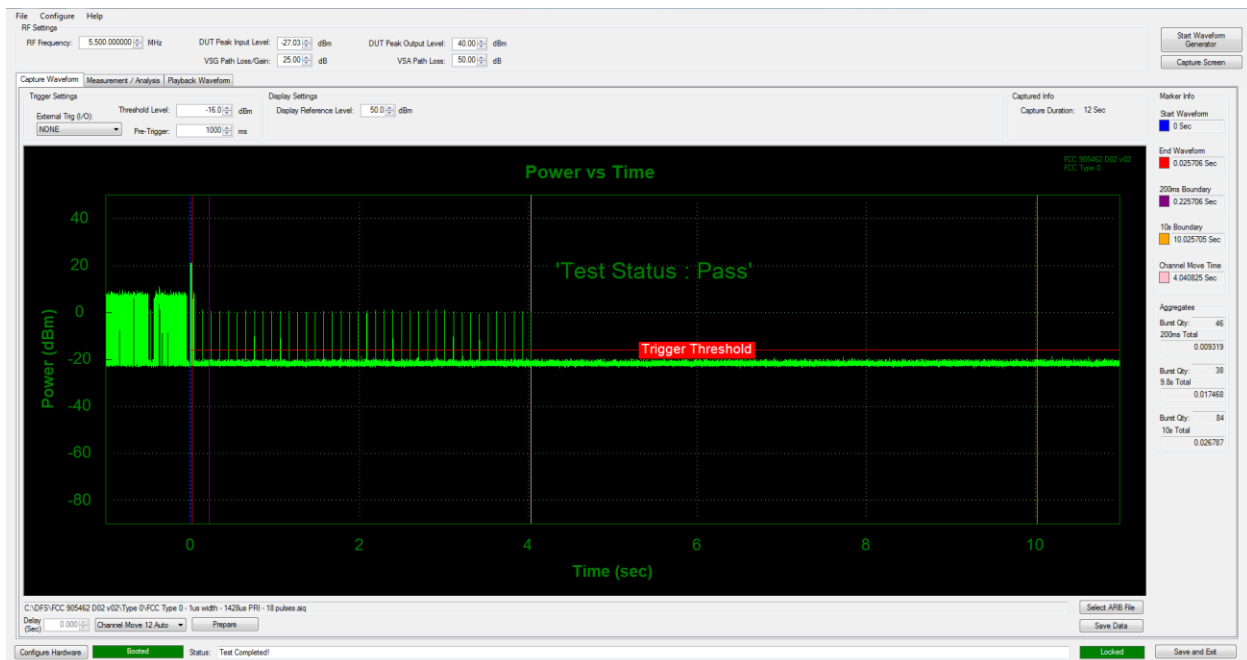 File Configure Help
RF Settings
RF Frequency: 5,500.000000 MHz DUT Peak Input Level: -27.03 dBm DUT Peak Output Level: 40.00 dBm
VSG Path Loss/Gain: 25.00 dB VSA Path Loss: 50.00 dB
Start Waveform
Generator
Capture Screen
Capture Waveform Measurement / Analysis Playback Waveform
Trigger Settings
External Trig (I/O): Threshold Level: -16.0 dBm
NONE Pre-Trigger: 1000 ms
Display Settings
Display Reference Level: 50.0 dBm
Captured Info
Capture Duration: 12 Sec
Marker Info
Start Waveform
0 Sec
End Waveform
0.025706 Sec
200ms Boundary
0.225706 Sec
10s Boundary
10.025705 Sec
Channel Move Time
4.040825 Sec
Aggregates
Burst Qty: 46
200ms Total
0.009319
Burst Qty: 38
9.8s Total
0.017468
Burst Qty: 84
10s Total
0.026787
Power vs Time
FCC 905462 D02 v02
FCC Type 0
'Test Status : Pass'
Trigger Threshold
Power (dBm)
40
20
0
-20
-40
-60
-80
0 2 4 6 8 10
Time (sec)
C:\DFS\FCC 905462 D02 v02\Type 0\FCC Type 0 - 1us width - 1428us PRI - 18 pulses.aiq
Select ARB File
Delay
(Sec) 0.000 Channel Move 12 Auto Prepare
Save Data
Configure Hardware Booted Status: Test Completed! Locked Save and Exit